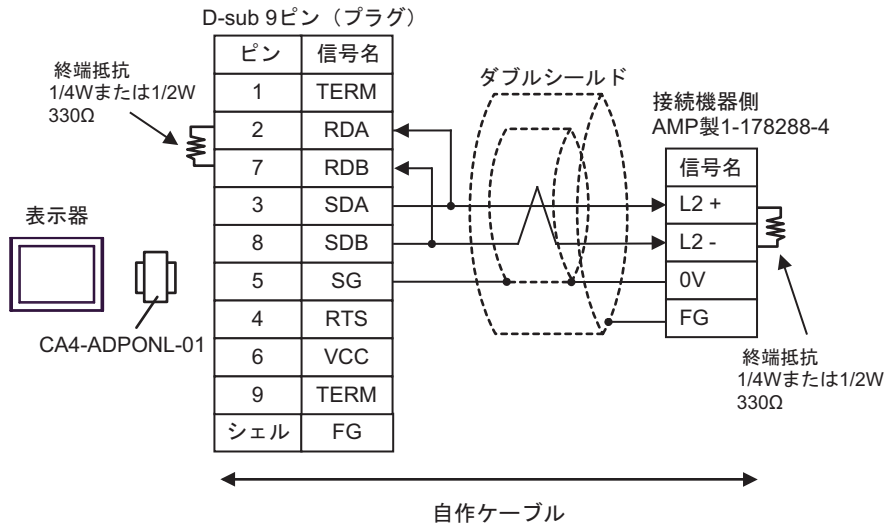 D-sub 9ピン（プラグ）
ピン 信号名
1 TERM
2 RDA
7 RDB
3 SDA
8 SDB
5 SG
4 RTS
6 VCC
9 TERM
シェル FG
終端抵抗
1/4Wまたは1/2W
330Ω
表示器
CA4-ADPONL-01
ダブルシールド
接続機器側
AMP製1-178288-4
信号名
L2 +
L2 -
0V
FG
終端抵抗
1/4Wまたは1/2W
330Ω
自作ケーブル